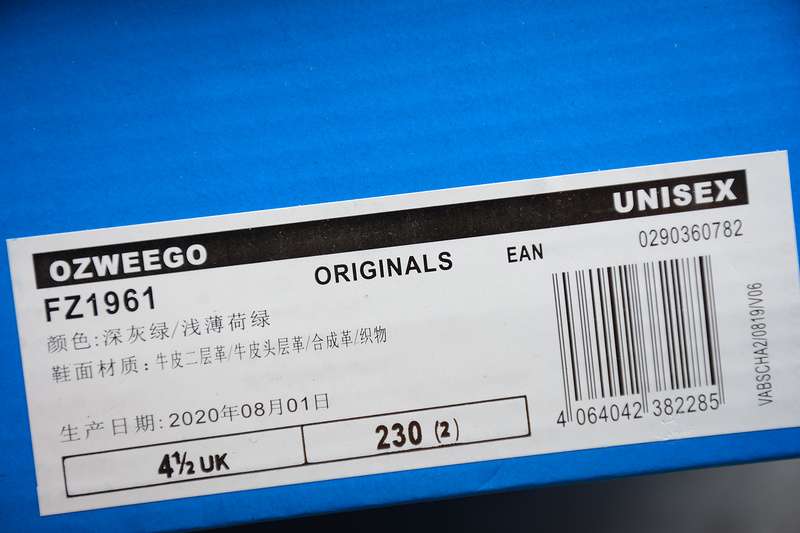 OZWEEGO UNISEX
FZ1961 ORIGINALS EAN 0290360782
颜色:深灰绿/浅薄荷绿
鞋面材质:牛皮二层革/牛皮头层革/合成革/织物
生产日期:2020年08月01日
4½ UK 230 (2)
4 064042 382285
VABSCHA2/0819/V06